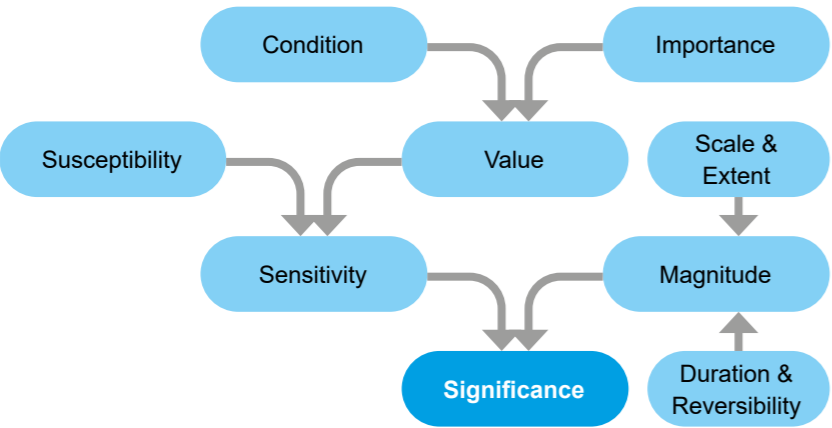 Condition
Importance
Susceptibility
Value
Scale &
Extent
Sensitivity
Magnitude
Significance
Duration &
Reversibility